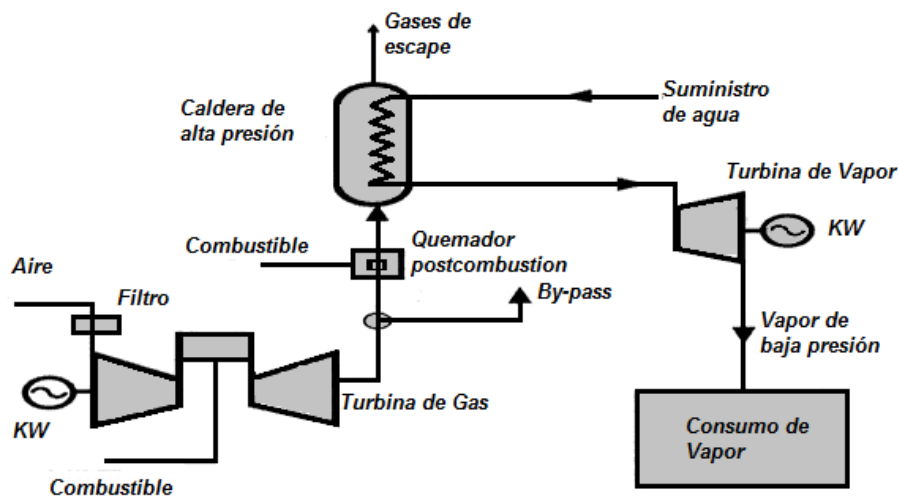 Gases de
escape
Caldera de
alta presión
Suministro
de agua
Turbina de Vapor
KW
Combustible
Quemador
postcombustion
Aire
Filtro
By-pass
Vapor de
baja presión
KW
Turbina de Gas
Combustible
Consumo de
Vapor